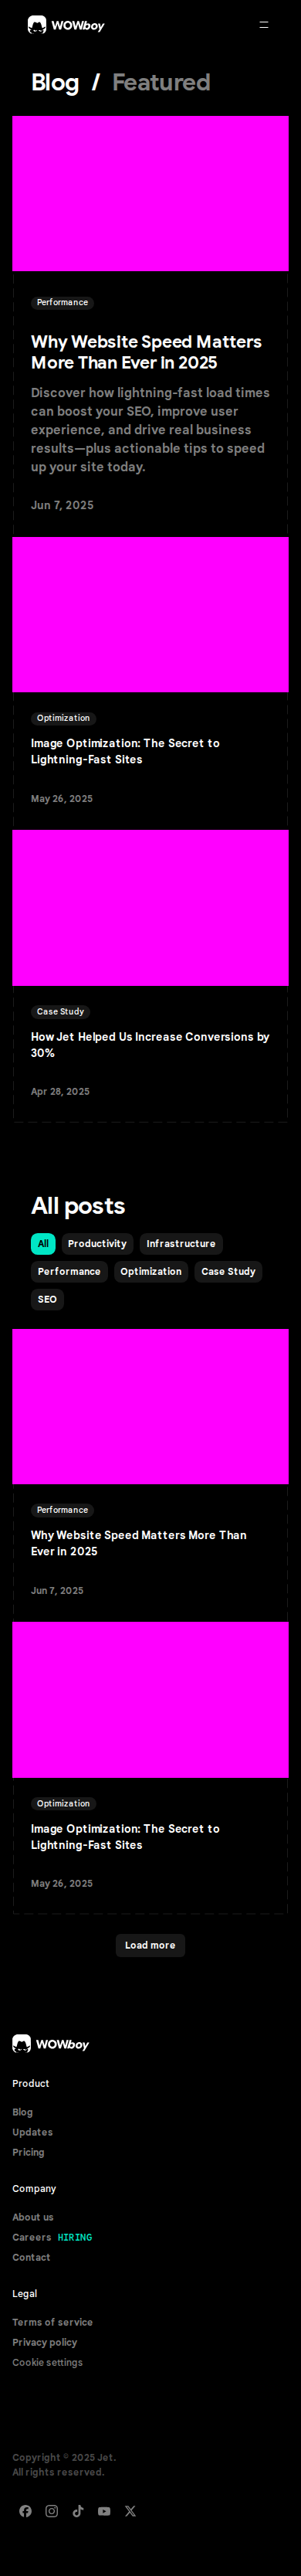 WOWboy
Blog / Featured
Performance
Why Website Speed Matters
More Than Ever in 2025
Discover how lightning-fast load times
can boost your SEO, improve user
experience, and drive real business
results—plus actionable tips to speed
up your site today.
Jun 7, 2025
Optimization
Image Optimization: The Secret to
Lightning-Fast Sites
May 26, 2025
Case Study
How Jet Helped Us Increase Conversions by
30%
Apr 28, 2025
All posts
All Productivity Infrastructure
Performance Optimization Case Study
SEO
Performance
Why Website Speed Matters More Than
Ever in 2025
Jun 7, 2025
Optimization
Image Optimization: The Secret to
Lightning-Fast Sites
May 26, 2025
Load more
WOWboy
Product
Blog
Updates
Pricing
Company
About us
Careers HIRING
Contact
Legal
Terms of service
Privacy policy
Cookie settings
Copyright © 2025 Jet.
All rights reserved.